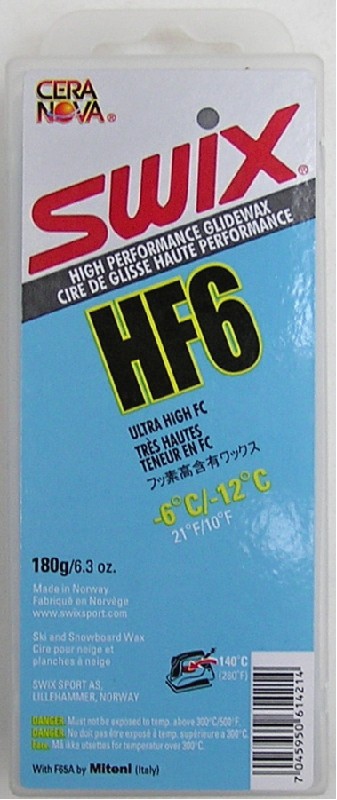 CERA
NOVA®
SWIX®
HIGH PERFORMANCE GLIDEWAX
CIRE DE GLISSE HAUTE PERFORMANCE
HF6
ULTRA HIGH FC
TRÈS HAUTES
TENEUR EN FC
フッ素高含有ワックス
-6°C/-12°C
21°F/10°F
180g/6.3 oz.
Made in Norway
Fabriqué en Norvège
www.swixsport.com
Ski and Snowboard Wax
Cire pour neige et
planches à neige
140°C
(280°F)
SWIX SPORT AS,
LILLEHAMMER, NORWAY
DANGER: Must not be exposed to temp. above 300°C/500°F.
DANGER: Ne doit pas être exposé à temp. supérieure a 300°C.
Fare: Må ikke utsettes for temperatur over 300°C.
With F65A by Miteni (Italy)
7 045950 614214